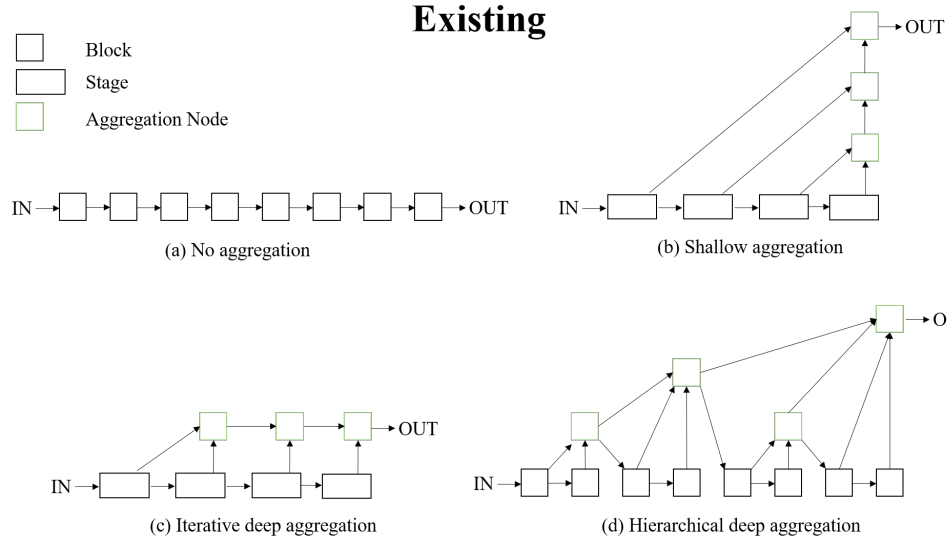 Existing
Block
Stage
Aggregation Node
IN
OUT
(a) No aggregation
IN
OUT
(b) Shallow aggregation
IN
OUT
(c) Iterative deep aggregation
IN
O
(d) Hierarchical deep aggregation